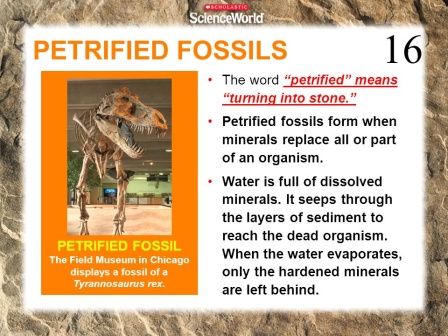 SCHOLASTIC
ScienceWorld
PETRIFIED FOSSILS
16
• The word “petrified” means
“turning into stone.”
• Petrified fossils form when
minerals replace all or part
of an organism.
• Water is full of dissolved
minerals. It seeps through
the layers of sediment to
reach the dead organism.
When the water evaporates,
only the hardened minerals
are left behind.
PETRIFIED FOSSIL
The Field Museum in Chicago
displays a fossil of a
Tyrannosaurus rex.